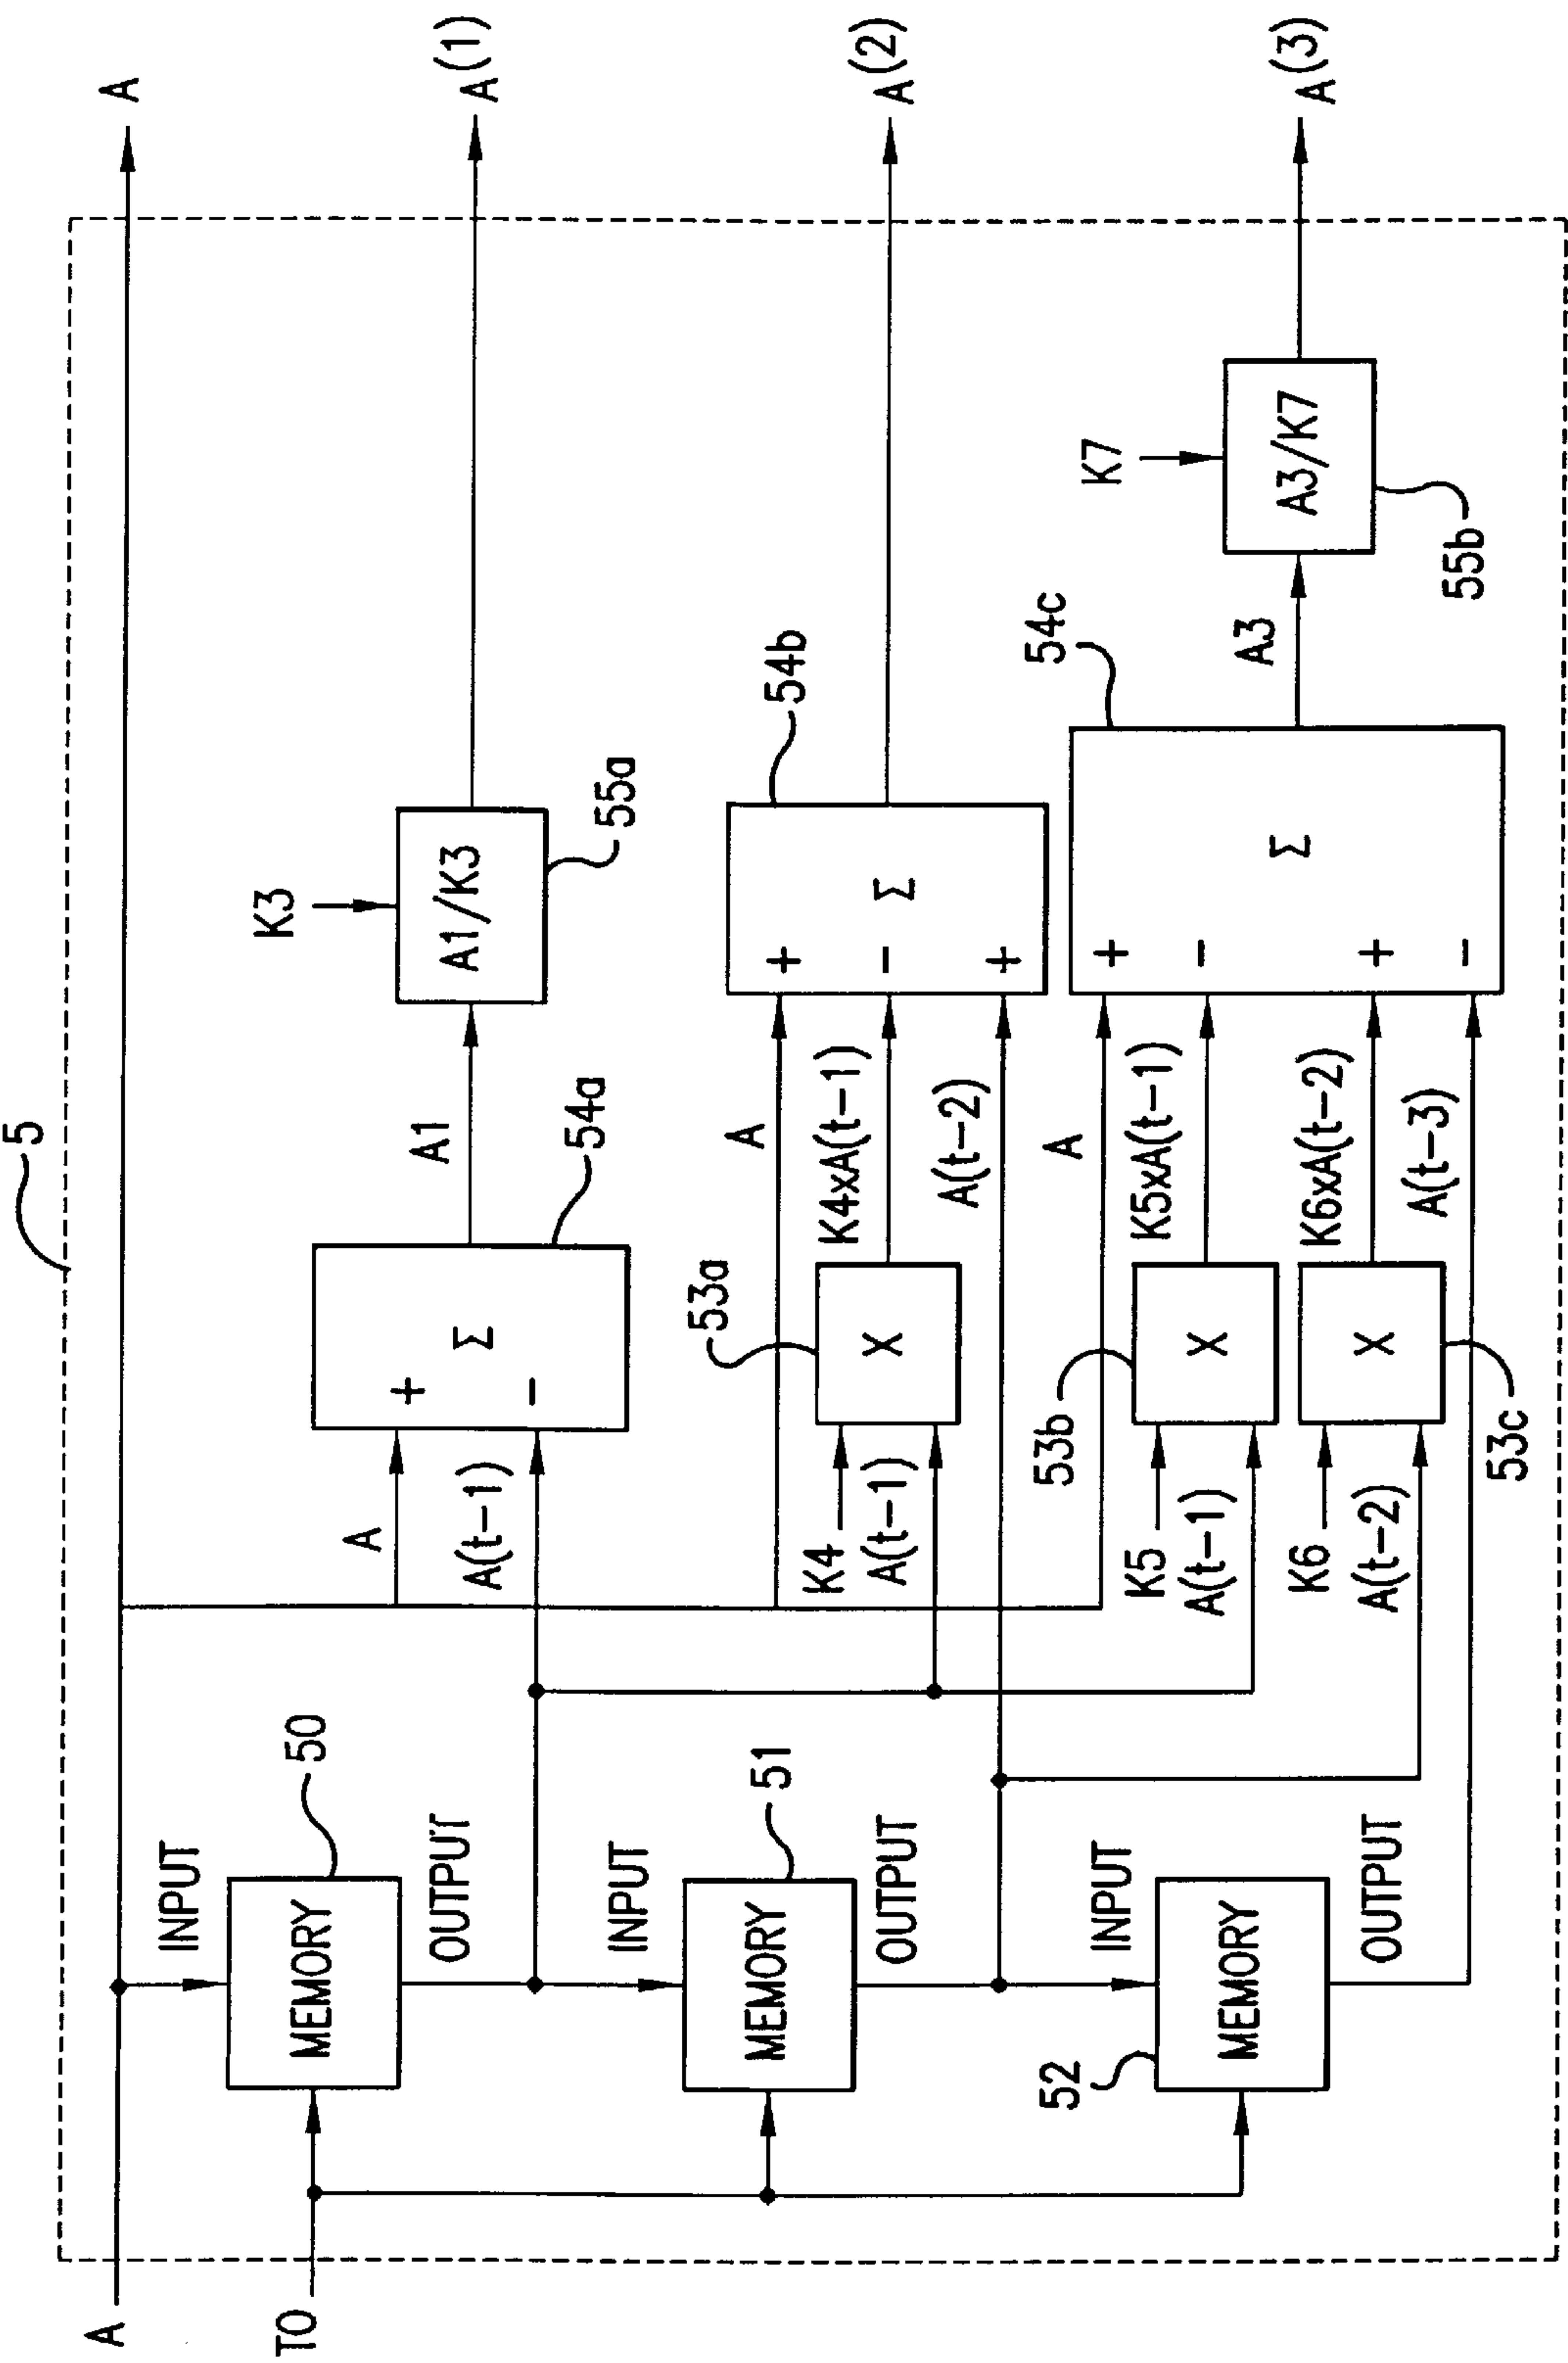 5
A
A
TO
INPUT
MEMORY
50
OUTPUT
A
A(t-1)
+
-
Σ
54a
A1
K3
A1/K3
55a
A(1)
INPUT
MEMORY
51
OUTPUT
K4
A(t-1)
X
53a
A
K4xA(t-1)
A(t-2)
+
-
+
Σ
54b
A(2)
INPUT
MEMORY
52
OUTPUT
K5
A(t-1)
X
53b
K6
A(t-2)
X
53c
A
K5xA(t-1)
K6xA(t-2)
A(t-3)
+
-
+
-
Σ
54c
A3
K7
A3/K7
55b
A(3)